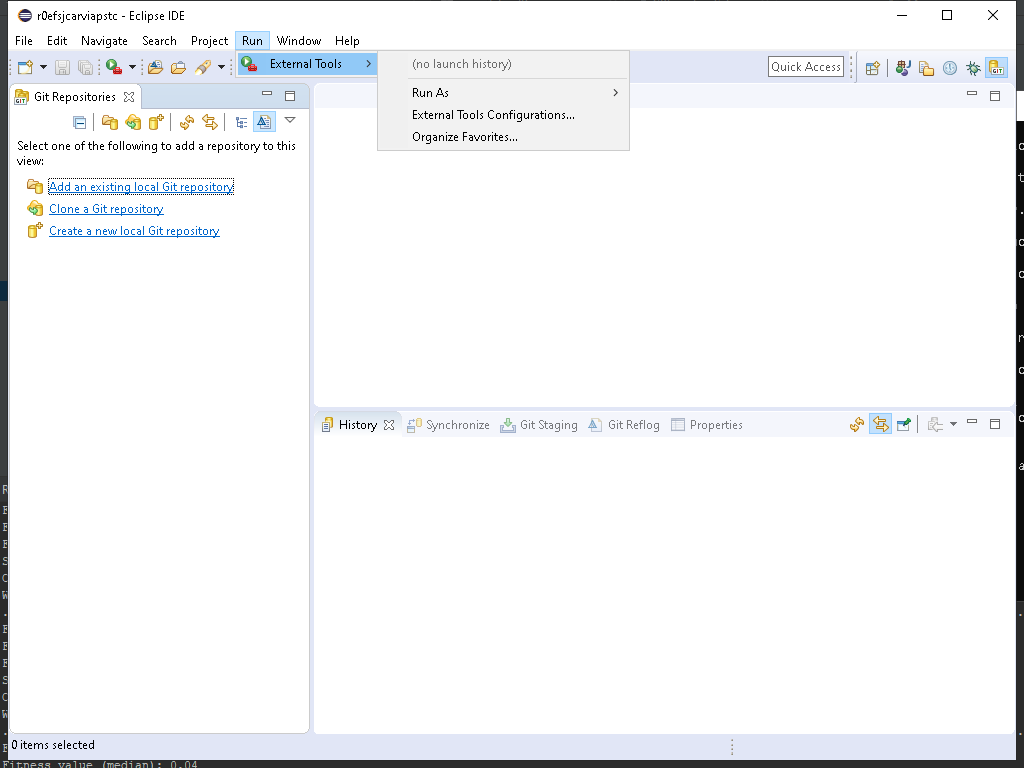 r0efsjcarviapstc - Eclipse IDE
File Edit Navigate Search Project Run Window Help
External Tools
(no launch history)
Run As
External Tools Configurations...
Organize Favorites...
Quick Access
GIT
GIT Git Repositories
Select one of the following to add a repository to this
view:
Add an existing local Git repository
Clone a Git repository
Create a new local Git repository
History Synchronize Git Staging Git Reflog Properties
0 items selected
Fitness value (median): 0.04